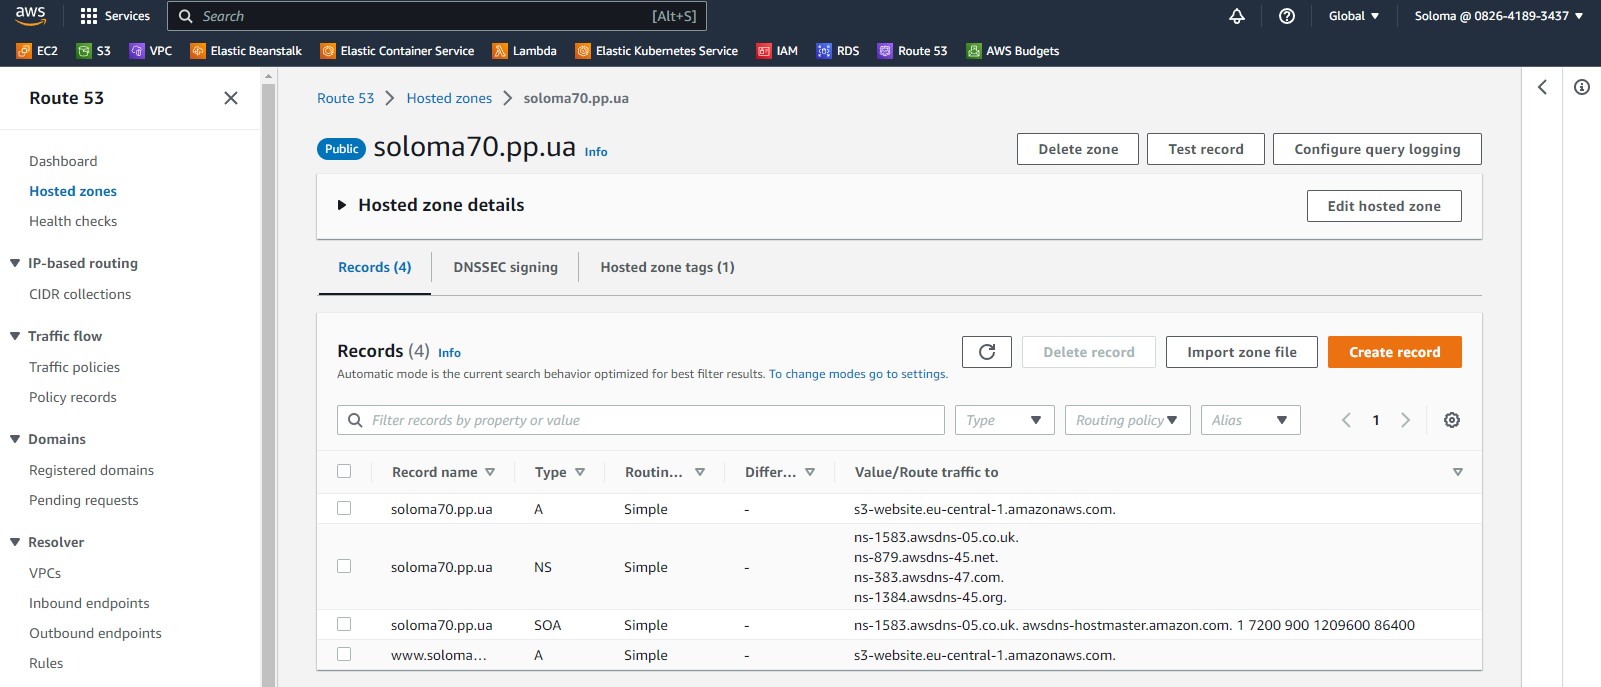 aws
Services
Search
[Alt+S]
Global
Soloma @ 0826-4189-3437
EC2
S3
VPC
Elastic Beanstalk
Elastic Container Service
Lambda
Elastic Kubernetes Service
IAM
RDS
Route 53
AWS Budgets
Route 53
Dashboard
Hosted zones
Health checks
IP-based routing
CIDR collections
Traffic flow
Traffic policies
Policy records
Domains
Registered domains
Pending requests
Resolver
VPCs
Inbound endpoints
Outbound endpoints
Rules
Route 53 > Hosted zones > soloma70.pp.ua
Public soloma70.pp.ua Info
Delete zone
Test record
Configure query logging
Hosted zone details
Edit hosted zone
Records (4)
DNSSEC signing
Hosted zone tags (1)
Records (4) Info
Delete record
Import zone file
Create record
Automatic mode is the current search behavior optimized for best filter results. To change modes go to settings.
Filter records by property or value
Type
Routing policy
Alias
1
Record name Type Routin... Differ... Value/Route traffic to
soloma70.pp.ua A Simple - s3-website.eu-central-1.amazonaws.com.
soloma70.pp.ua NS Simple - ns-1583.awsdns-05.co.uk.
ns-879.awsdns-45.net.
ns-383.awsdns-47.com.
ns-1384.awsdns-45.org.
soloma70.pp.ua SOA Simple - ns-1583.awsdns-05.co.uk. awsdns-hostmaster.amazon.com. 1 7200 900 1209600 86400
www.soloma... A Simple - s3-website.eu-central-1.amazonaws.com.